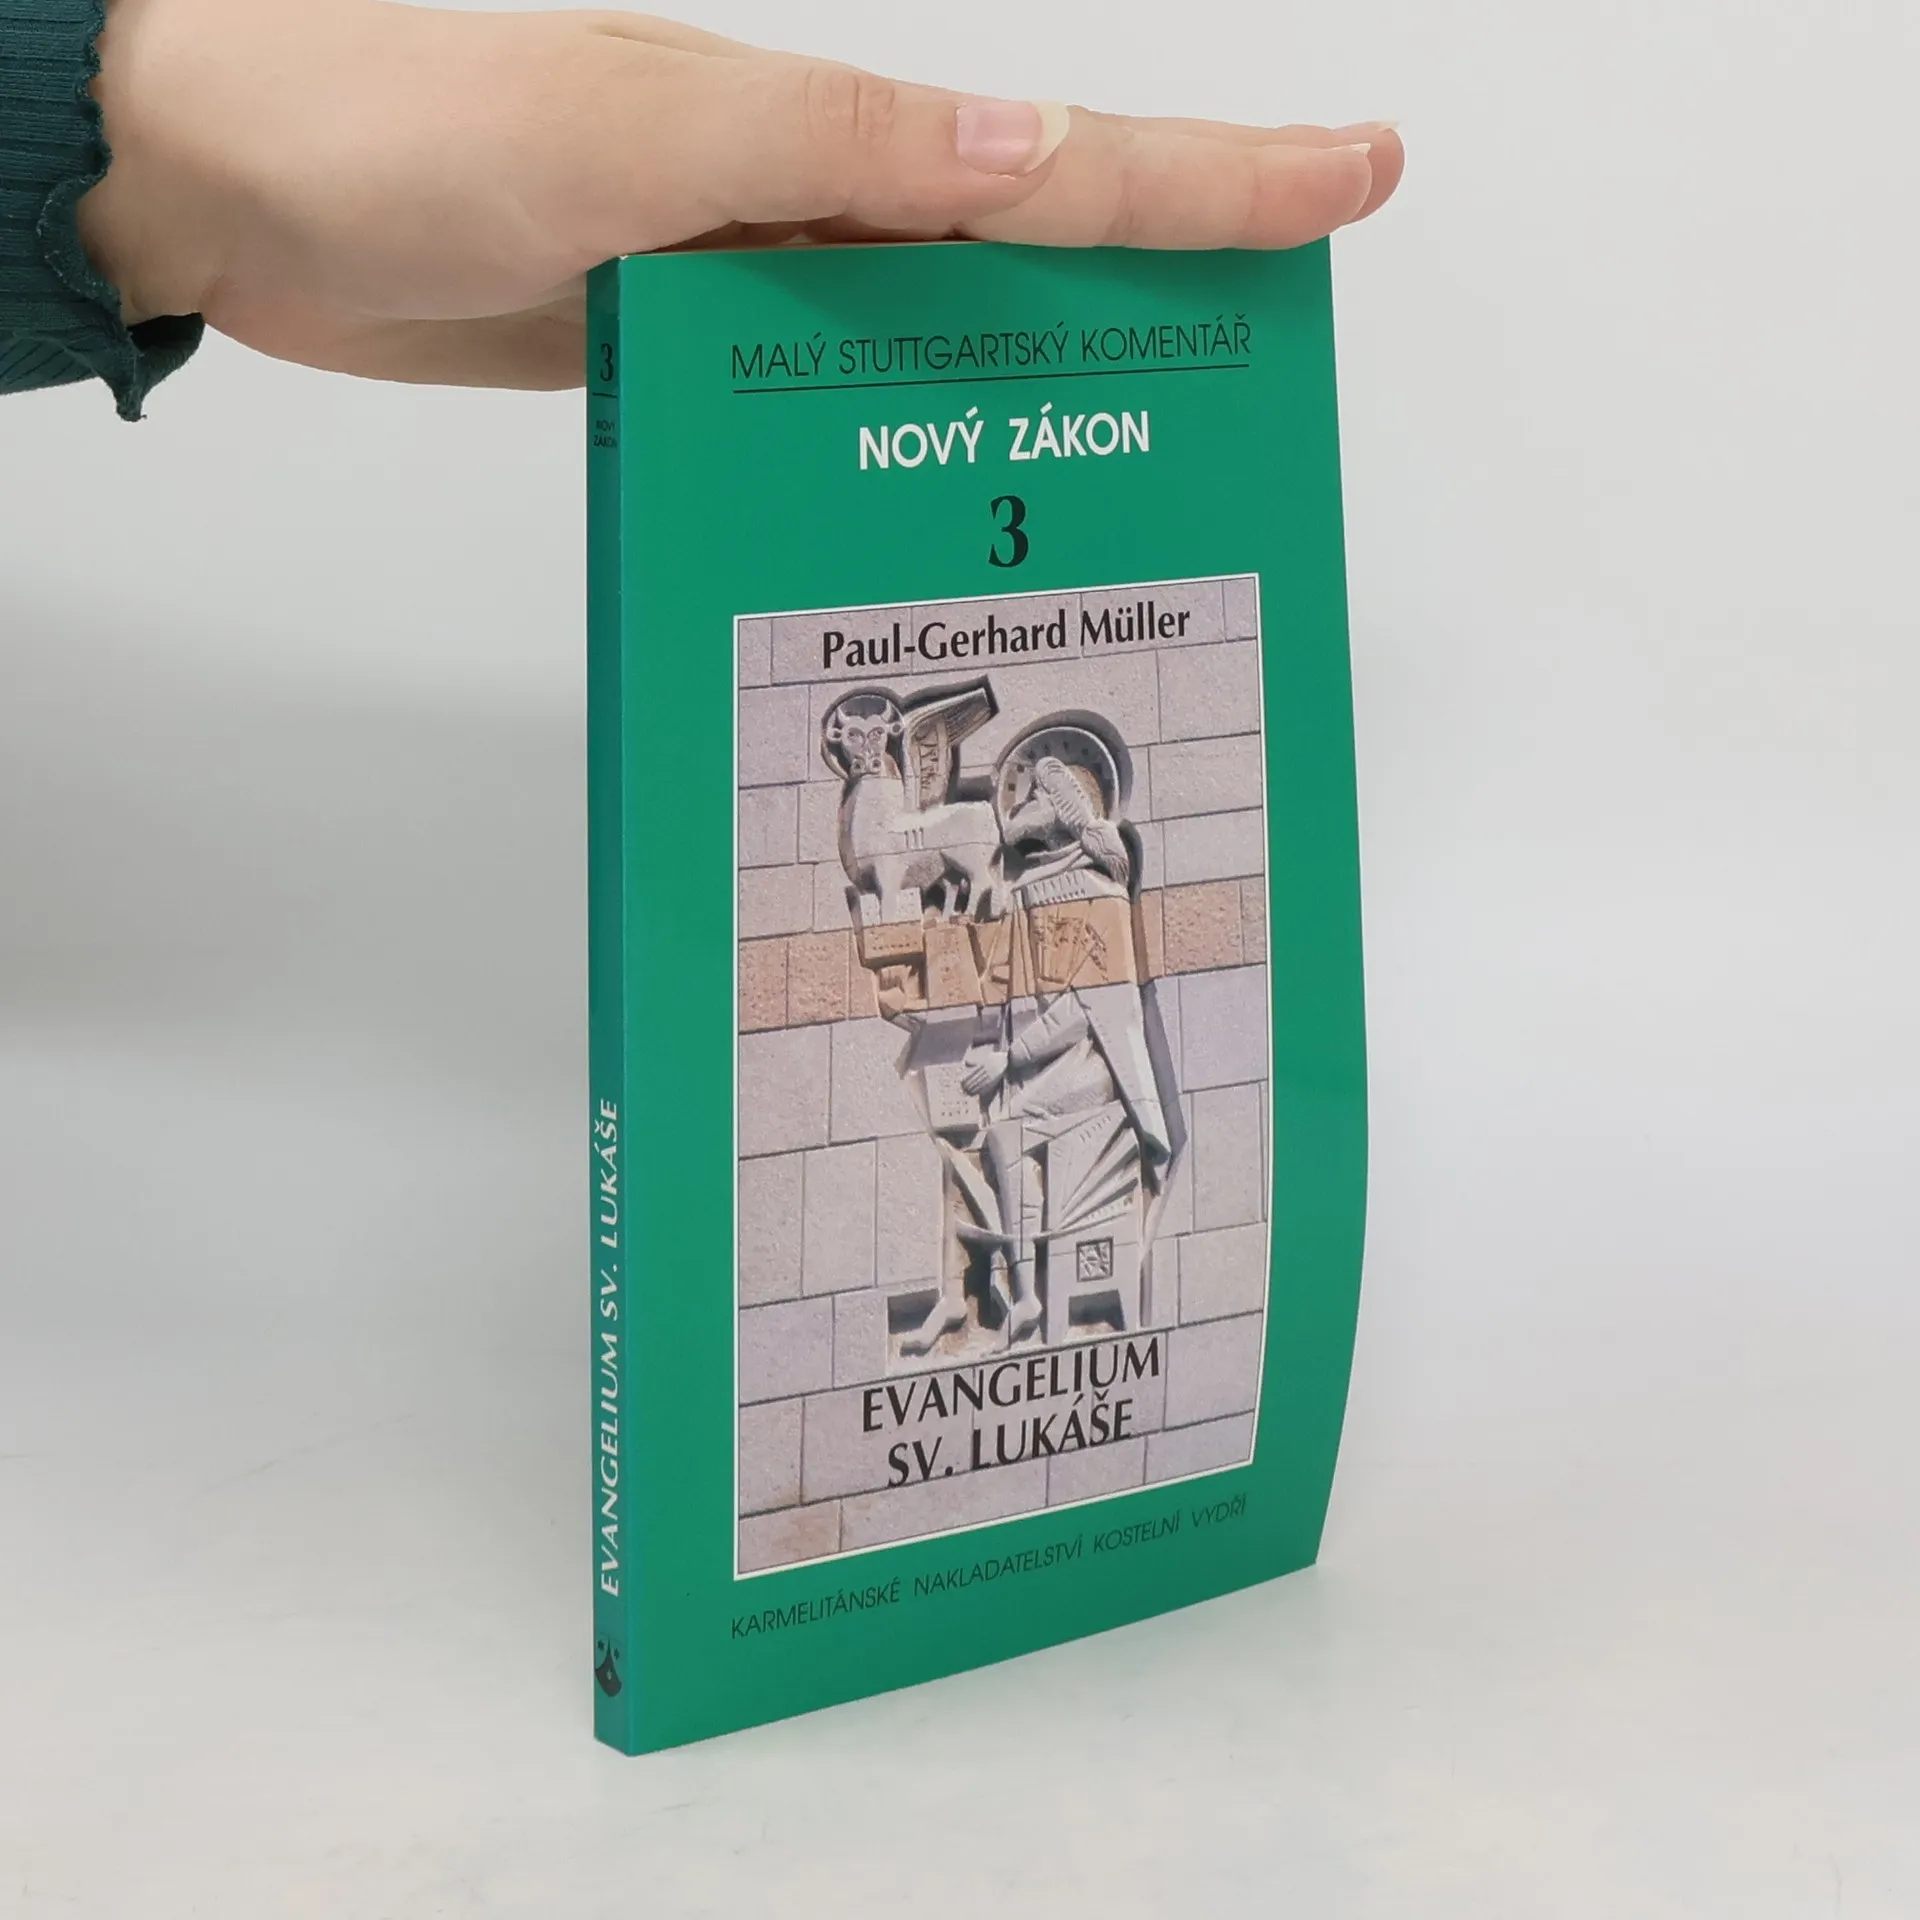 3
NOVÝ
ZÁKON
EVANGELIUM SV. LUKÁŠE
MALÝ STUTTGARTSKÝ KOMENTÁŘ
NOVÝ ZÁKON
3
Paul-Gerhard Müller
EVANGELIUM
SV. LUKÁŠE
KARMELITÁNSKÉ NAKLADATELSTVÍ KOSTELNÍ VYDŘÍ